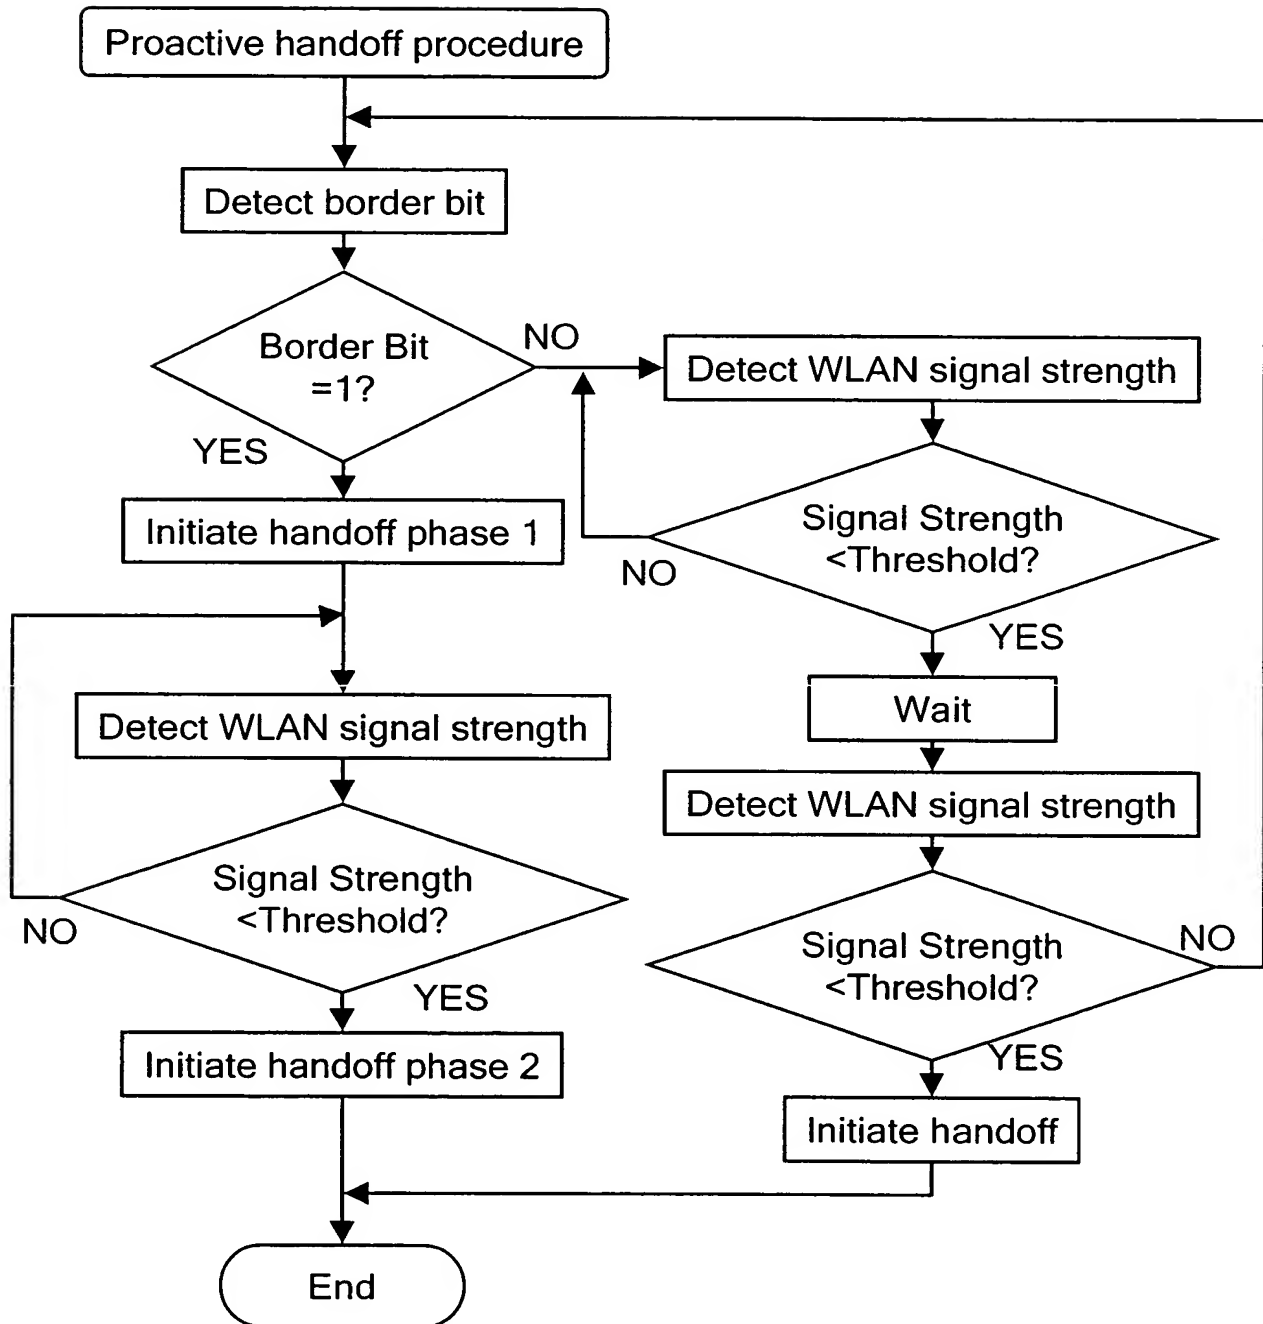 Proactive handoff procedure
Detect border bit
Border Bit
=1?
NO
YES
Detect WLAN signal strength
Initiate handoff phase 1
Signal Strength
<Threshold?
NO
YES
Wait
Detect WLAN signal strength
Detect WLAN signal strength
Signal Strength
<Threshold?
NO
YES
Signal Strength
<Threshold?
NO
YES
Initiate handoff phase 2
Initiate handoff
End